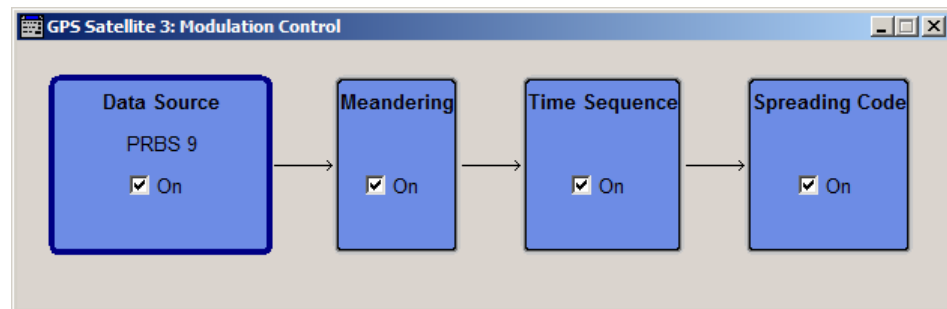 GPS Satellite 3: Modulation Control
Data Source
PRBS 9
On
Meandering
On
Time Sequence
On
Spreading Code
On